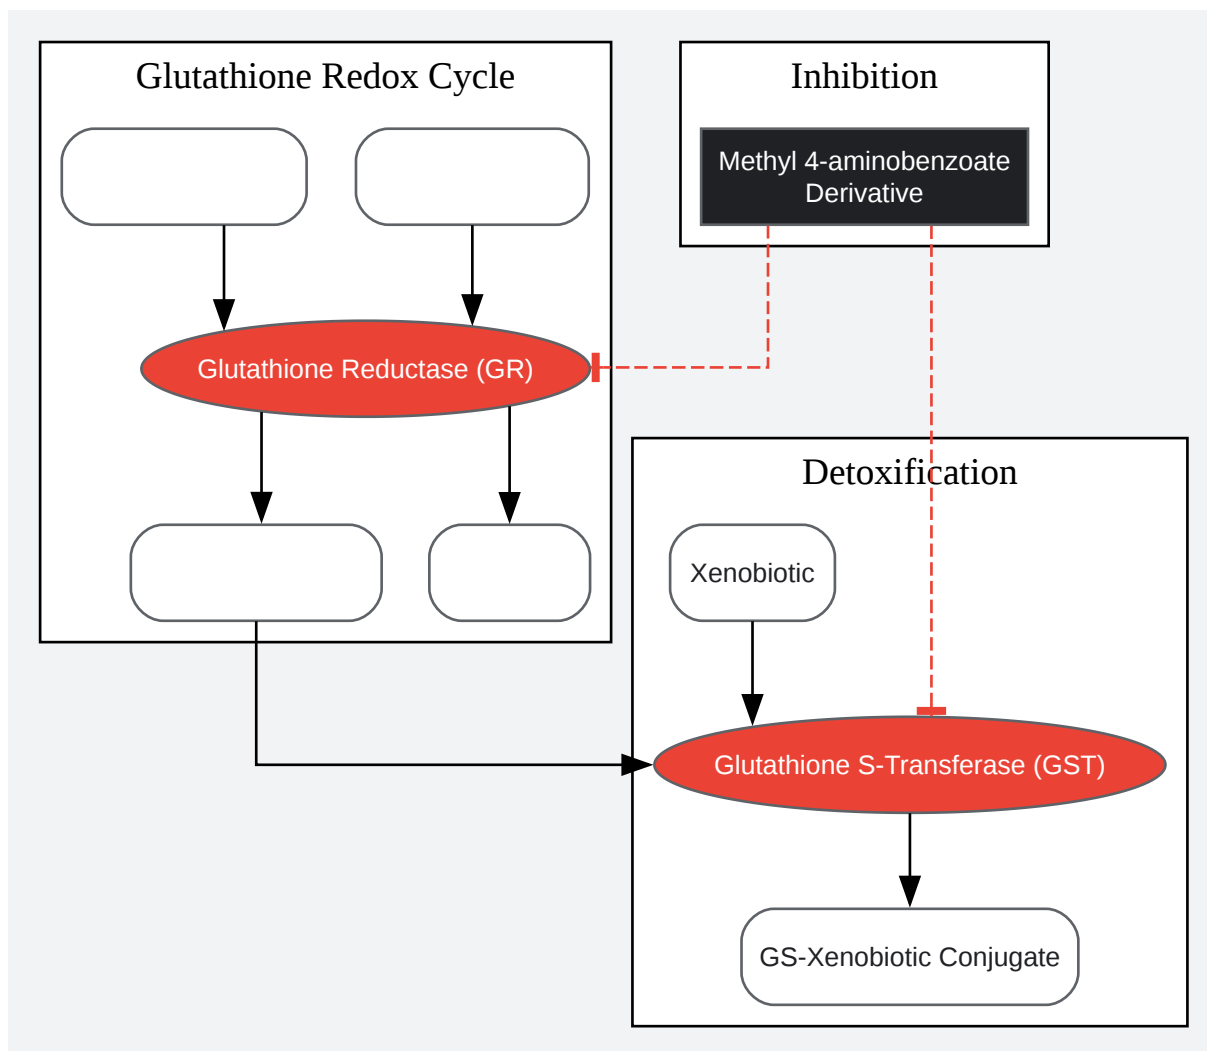 Glutathione Redox Cycle
Inhibition
Methyl 4-aminobenzoate
Derivative
Glutathione Reductase (GR)
Detoxification
Xenobiotic
Glutathione S-Transferase (GST)
GS-Xenobiotic Conjugate